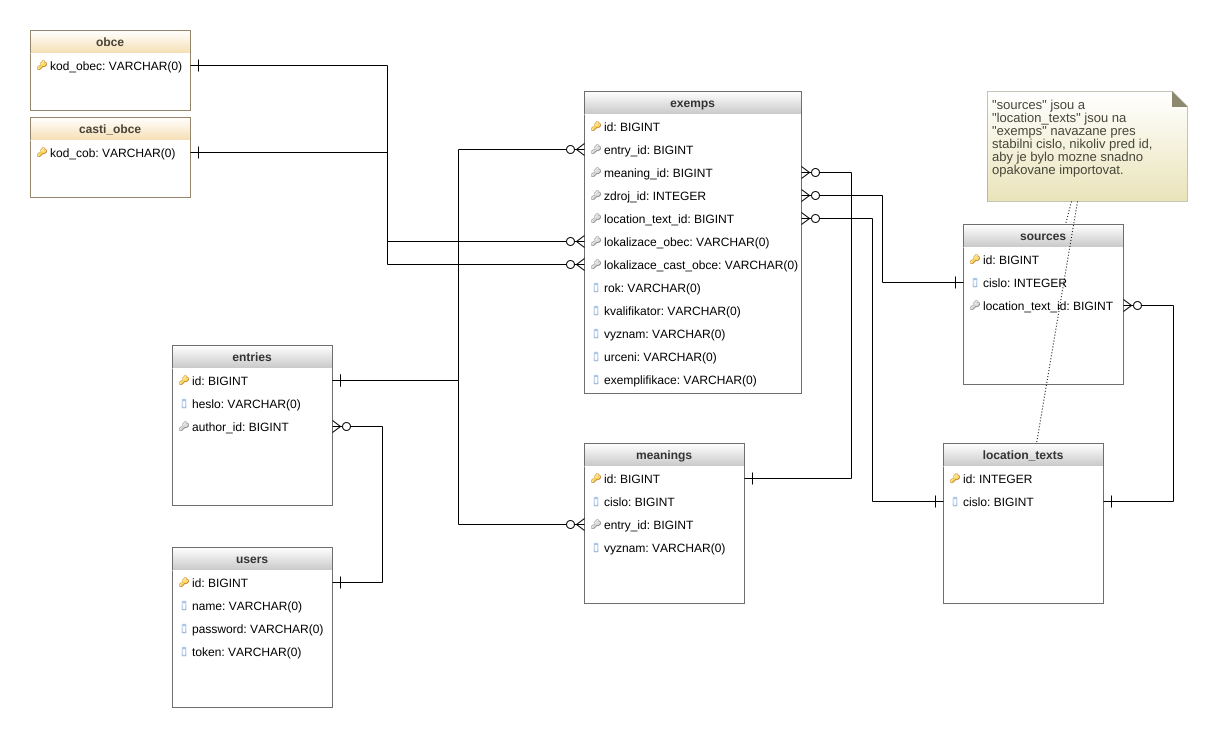 obce
kod_obec: VARCHAR(0)
casti_obce
kod_cob: VARCHAR(0)
exemps
id: BIGINT
entry_id: BIGINT
meaning_id: BIGINT
zdroj_id: INTEGER
location_text_id: BIGINT
lokalizace_obec: VARCHAR(0)
lokalizace_cast_obce: VARCHAR(0)
rok: VARCHAR(0)
kvalifikator: VARCHAR(0)
vyznam: VARCHAR(0)
urceni: VARCHAR(0)
exemplifikace: VARCHAR(0)
"sources" jsou a
"location_texts" jsou na
"exemps" navazane pres
stabilni cislo, nikoliv pred id,
aby je bylo mozne snadno
opakovane importovat.
sources
id: BIGINT
cislo: INTEGER
location_text_id: BIGINT
entries
id: BIGINT
heslo: VARCHAR(0)
author_id: BIGINT
meanings
id: BIGINT
cislo: BIGINT
entry_id: BIGINT
vyznam: VARCHAR(0)
location_texts
id: INTEGER
cislo: BIGINT
users
id: BIGINT
name: VARCHAR(0)
password: VARCHAR(0)
token: VARCHAR(0)